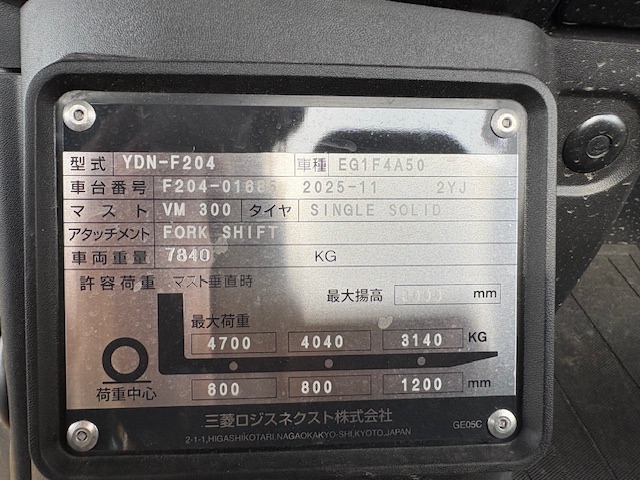 型式 YDN-F204 車種 EG1F4A50
車台番号 2025-11 2YJ
マスト VM 300 タイヤ SINGLE SOLID
アタッチメント FORK SHIFT
車両重量 7840 KG
許容荷重 マスト垂直時
最大揚高 mm
最大荷重
4700 4040 3140 KG
600 800 1200 mm
荷重中心
三菱ロジスネクスト株式会社
2-1-1,HIGASHIKOTARI,NAGAOKAKYO-SHI,KYOTO,JAPAN GE05C